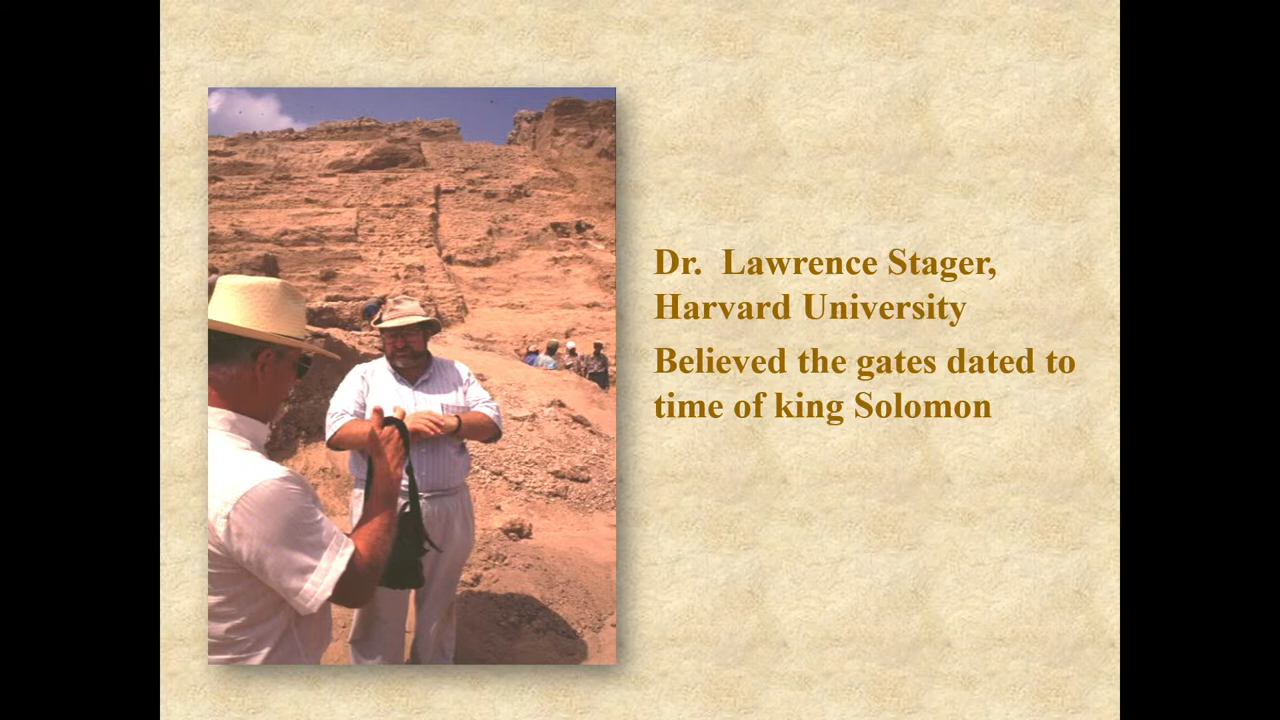 Dr.  Lawrence Stager,
Harvard University
Believed the gates dated to
time of king Solomon